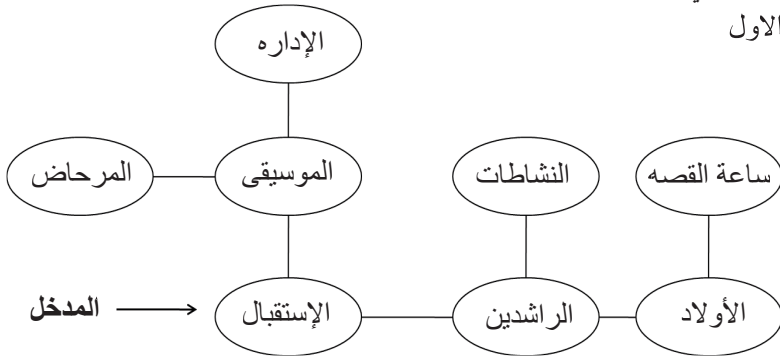 الاول
الإداره
ساعة القصه
النشاطات
الموسيقى
المرحاض
الأولاد
الراشدين
الإستقبال
المدخل